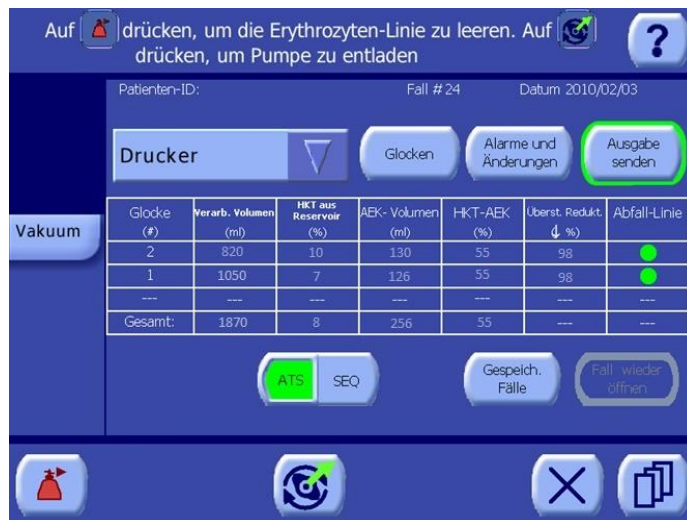 Auf drücken, um die Erythrozyten-Linie zu leeren. Auf
drücken, um Pumpe zu entladen
?
Patienten-ID: Fall #24 Datum 2010/02/03
Drucker
Glocken
Alarme und
Änderungen
Ausgabe
senden
Vakuum
Glocke (#) Verarb. Volumen (ml) HKT aus Reservoir (%) AEK- Volumen (ml) HKT-AEK (%) Überst. Redukt. (↓ %) Abfall-Linie
2 820 10 130 55 98
1 1050 7 126 55 98
--- --- --- --- --- --- ---
Gesamt: 1870 8 256 55 --- ---
ATS SEQ
Gespeich.
Fälle
Fall wieder
öffnen